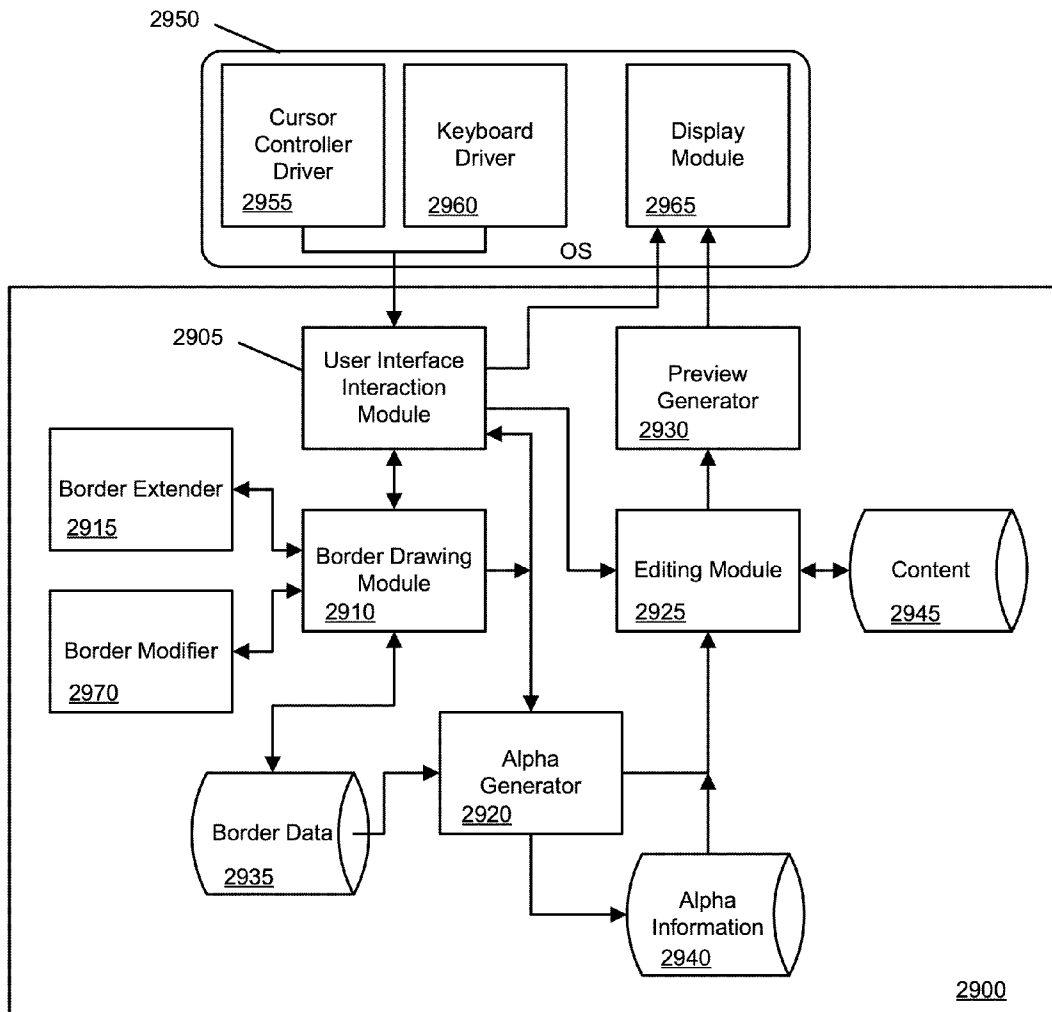 2950
Cursor
Controller
Driver
2955
Keyboard
Driver
2960
Display
Module
2965
OS
2905
User Interface
Interaction
Module
Preview
Generator
2930
Border Extender
2915
Border Drawing
Module
2910
Editing Module
2925
Content
2945
Border Modifier
2970
Alpha
Generator
2920
Border Data
2935
Alpha
Information
2940
2900